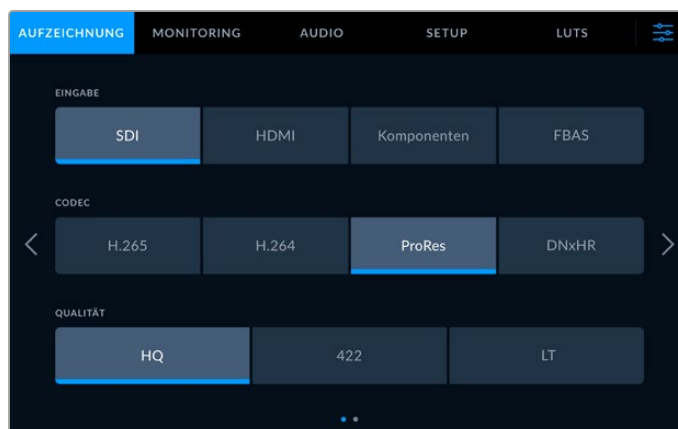 AUFZEICHNUNG MONITORING AUDIO SETUP LUTS
EINGABE
SDI HDMI Komponenten FBAS
CODEC
H.265 H.264 ProRes DNxHR
QUALITÄT
HQ 422 LT